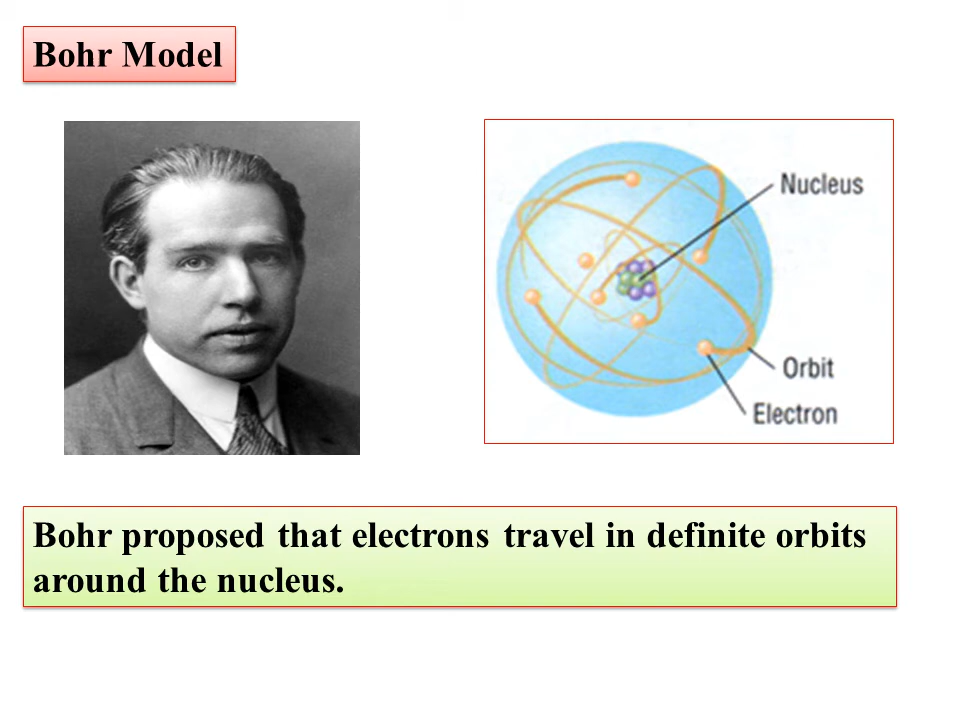 Bohr Model
Nucleus
Orbit
Electron
Bohr proposed that electrons travel in definite orbits
around the nucleus.